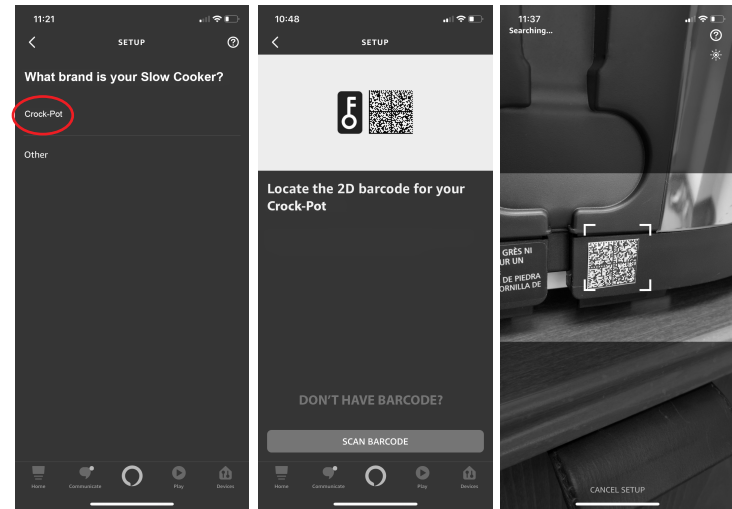 11:21
SETUP
What brand is your Slow Cooker?
Crock-Pot
Other
Home
Communicate
Play
Devices
10:48
SETUP
Locate the 2D barcode for your
Crock-Pot
DON'T HAVE BARCODE?
SCAN BARCODE
Home
Communicate
Play
Devices
11:37
Searching...
GRÈS NI
UR UN
DE PIEDRA
ORNILLA DE
CANCEL SETUP